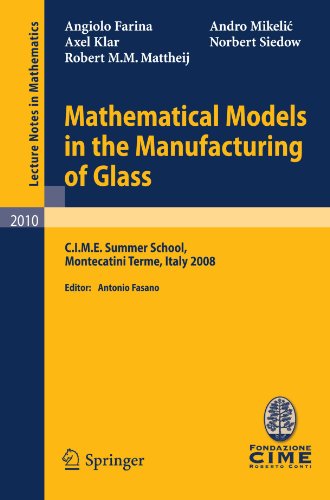 Angiolo Farina
Axel Klar
Robert M.M. Mattheij
Andro Mikelić
Norbert Siedow
Lecture Notes in Mathematics
2010
Mathematical Models
in the Manufacturing
of Glass
C.I.M.E. Summer School,
Montecatini Terme, Italy 2008
Editor: Antonio Fasano
Springer
FONDAZIONE
CIME
ROBERTO CONTI